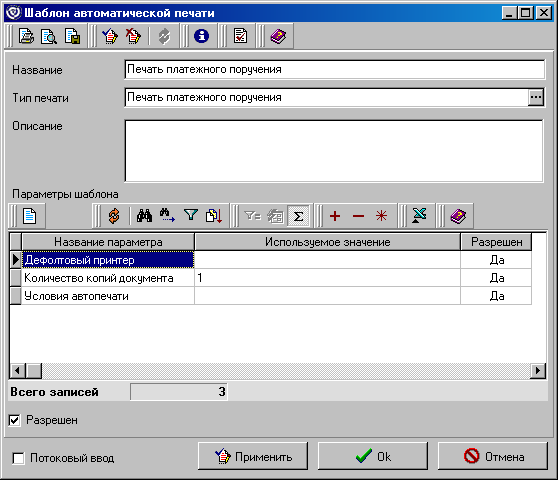 Шаблон автоматической печати
Название
Печать платежного поручения
Тип печати
Печать платежного поручения
Описание
Параметры шаблона
Название параметра Используемое значение Разрешен
Дефолтовый принтер Да
Количество копий документа 1 Да
Условия автопечати Да
Всего записей 3
Разрешен
Потоковый ввод Применить Ok Отмена